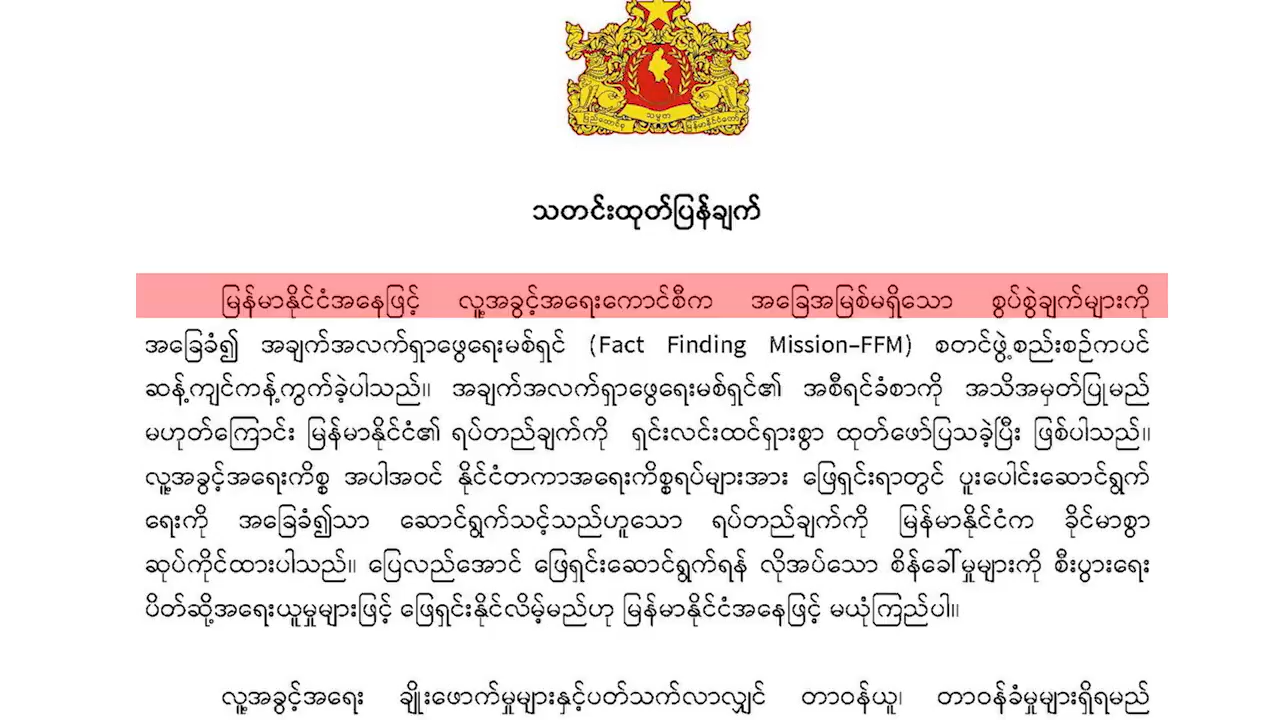 ပြည်ထောင်စု
သမ္မတ
မြန်မာနိုင်ငံတော်
သတင်းထုတ်ပြန်ချက်
မြန်မာနိုင်ငံအနေဖြင့် လူ့အခွင့်အရေးကောင်စီက အခြေအမြစ်မရှိသော စွပ်စွဲချက်များကို
အခြေခံ၍ အချက်အလက်ရှာဖွေရေးမစ်ရှင် (Fact Finding Mission–FFM) စတင်ဖွဲ့စည်းစဉ်ကပင်
ဆန့်ကျင်ကန့်ကွက်ခဲ့ပါသည်။ အချက်အလက်ရှာဖွေရေးမစ်ရှင်၏ အစီရင်ခံစာကို အသိအမှတ်ပြုမည်
မဟုတ်ကြောင်း မြန်မာနိုင်ငံ၏ ရပ်တည်ချက်ကို ရှင်းလင်းထင်ရှားစွာ ထုတ်ဖော်ပြသခဲ့ပြီး ဖြစ်ပါသည်။
လူ့အခွင့်အရေးကိစ္စ အပါအဝင် နိုင်ငံတကာအရေးကိစ္စရပ်များအား ဖြေရှင်းရာတွင် ပူးပေါင်းဆောင်ရွက်
ရေးကို အခြေခံ၍သာ ဆောင်ရွက်သင့်သည်ဟူသော ရပ်တည်ချက်ကို မြန်မာနိုင်ငံက ခိုင်မာစွာ
ဆုပ်ကိုင်ထားပါသည်။ ပြေလည်အောင် ဖြေရှင်းဆောင်ရွက်ရန် လိုအပ်သော စိန်ခေါ်မှုများကို စီးပွားရေး
ပိတ်ဆို့အရေးယူမှုများဖြင့် ဖြေရှင်းနိုင်လိမ့်မည်ဟု မြန်မာနိုင်ငံအနေဖြင့် မယုံကြည်ပါ။
လူ့အခွင့်အရေး ချိုးဖောက်မှုများနှင့်ပတ်သက်လာလျှင် တာဝန်ယူ၊ တာဝန်ခံမှုများရှိရမည်